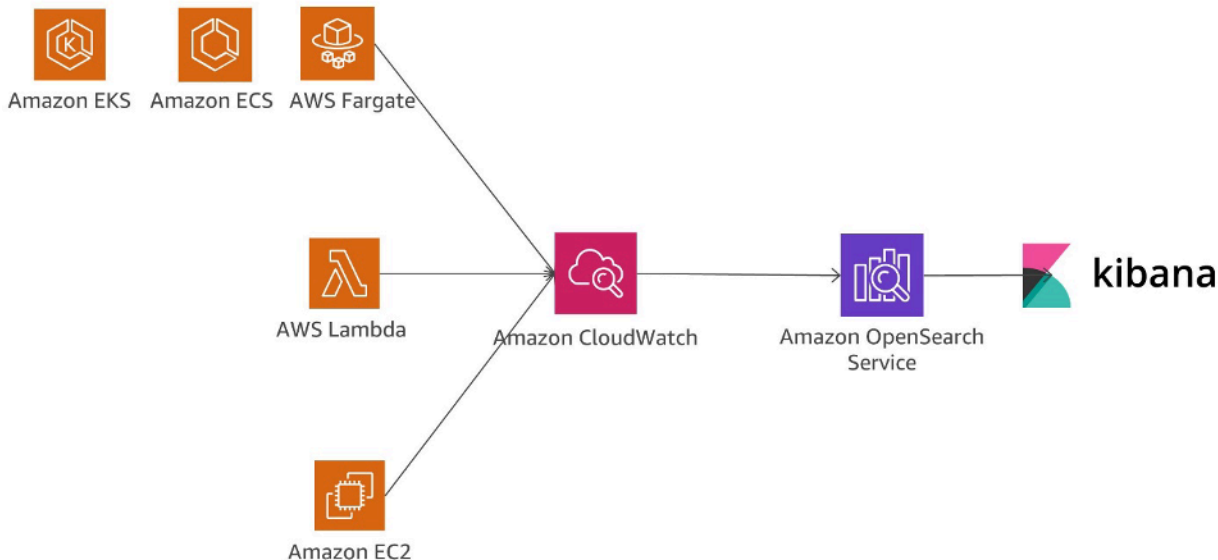 Amazon EKS
Amazon ECS
AWS Fargate
AWS Lambda
Amazon CloudWatch
Amazon OpenSearch
Service
kibana
Amazon EC2